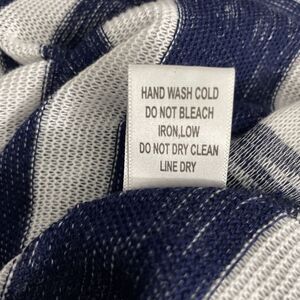 HAND WASH COLD
DO NOT BLEACH
IRON,LOW
DO NOT DRY CLEAN
LINE DRY